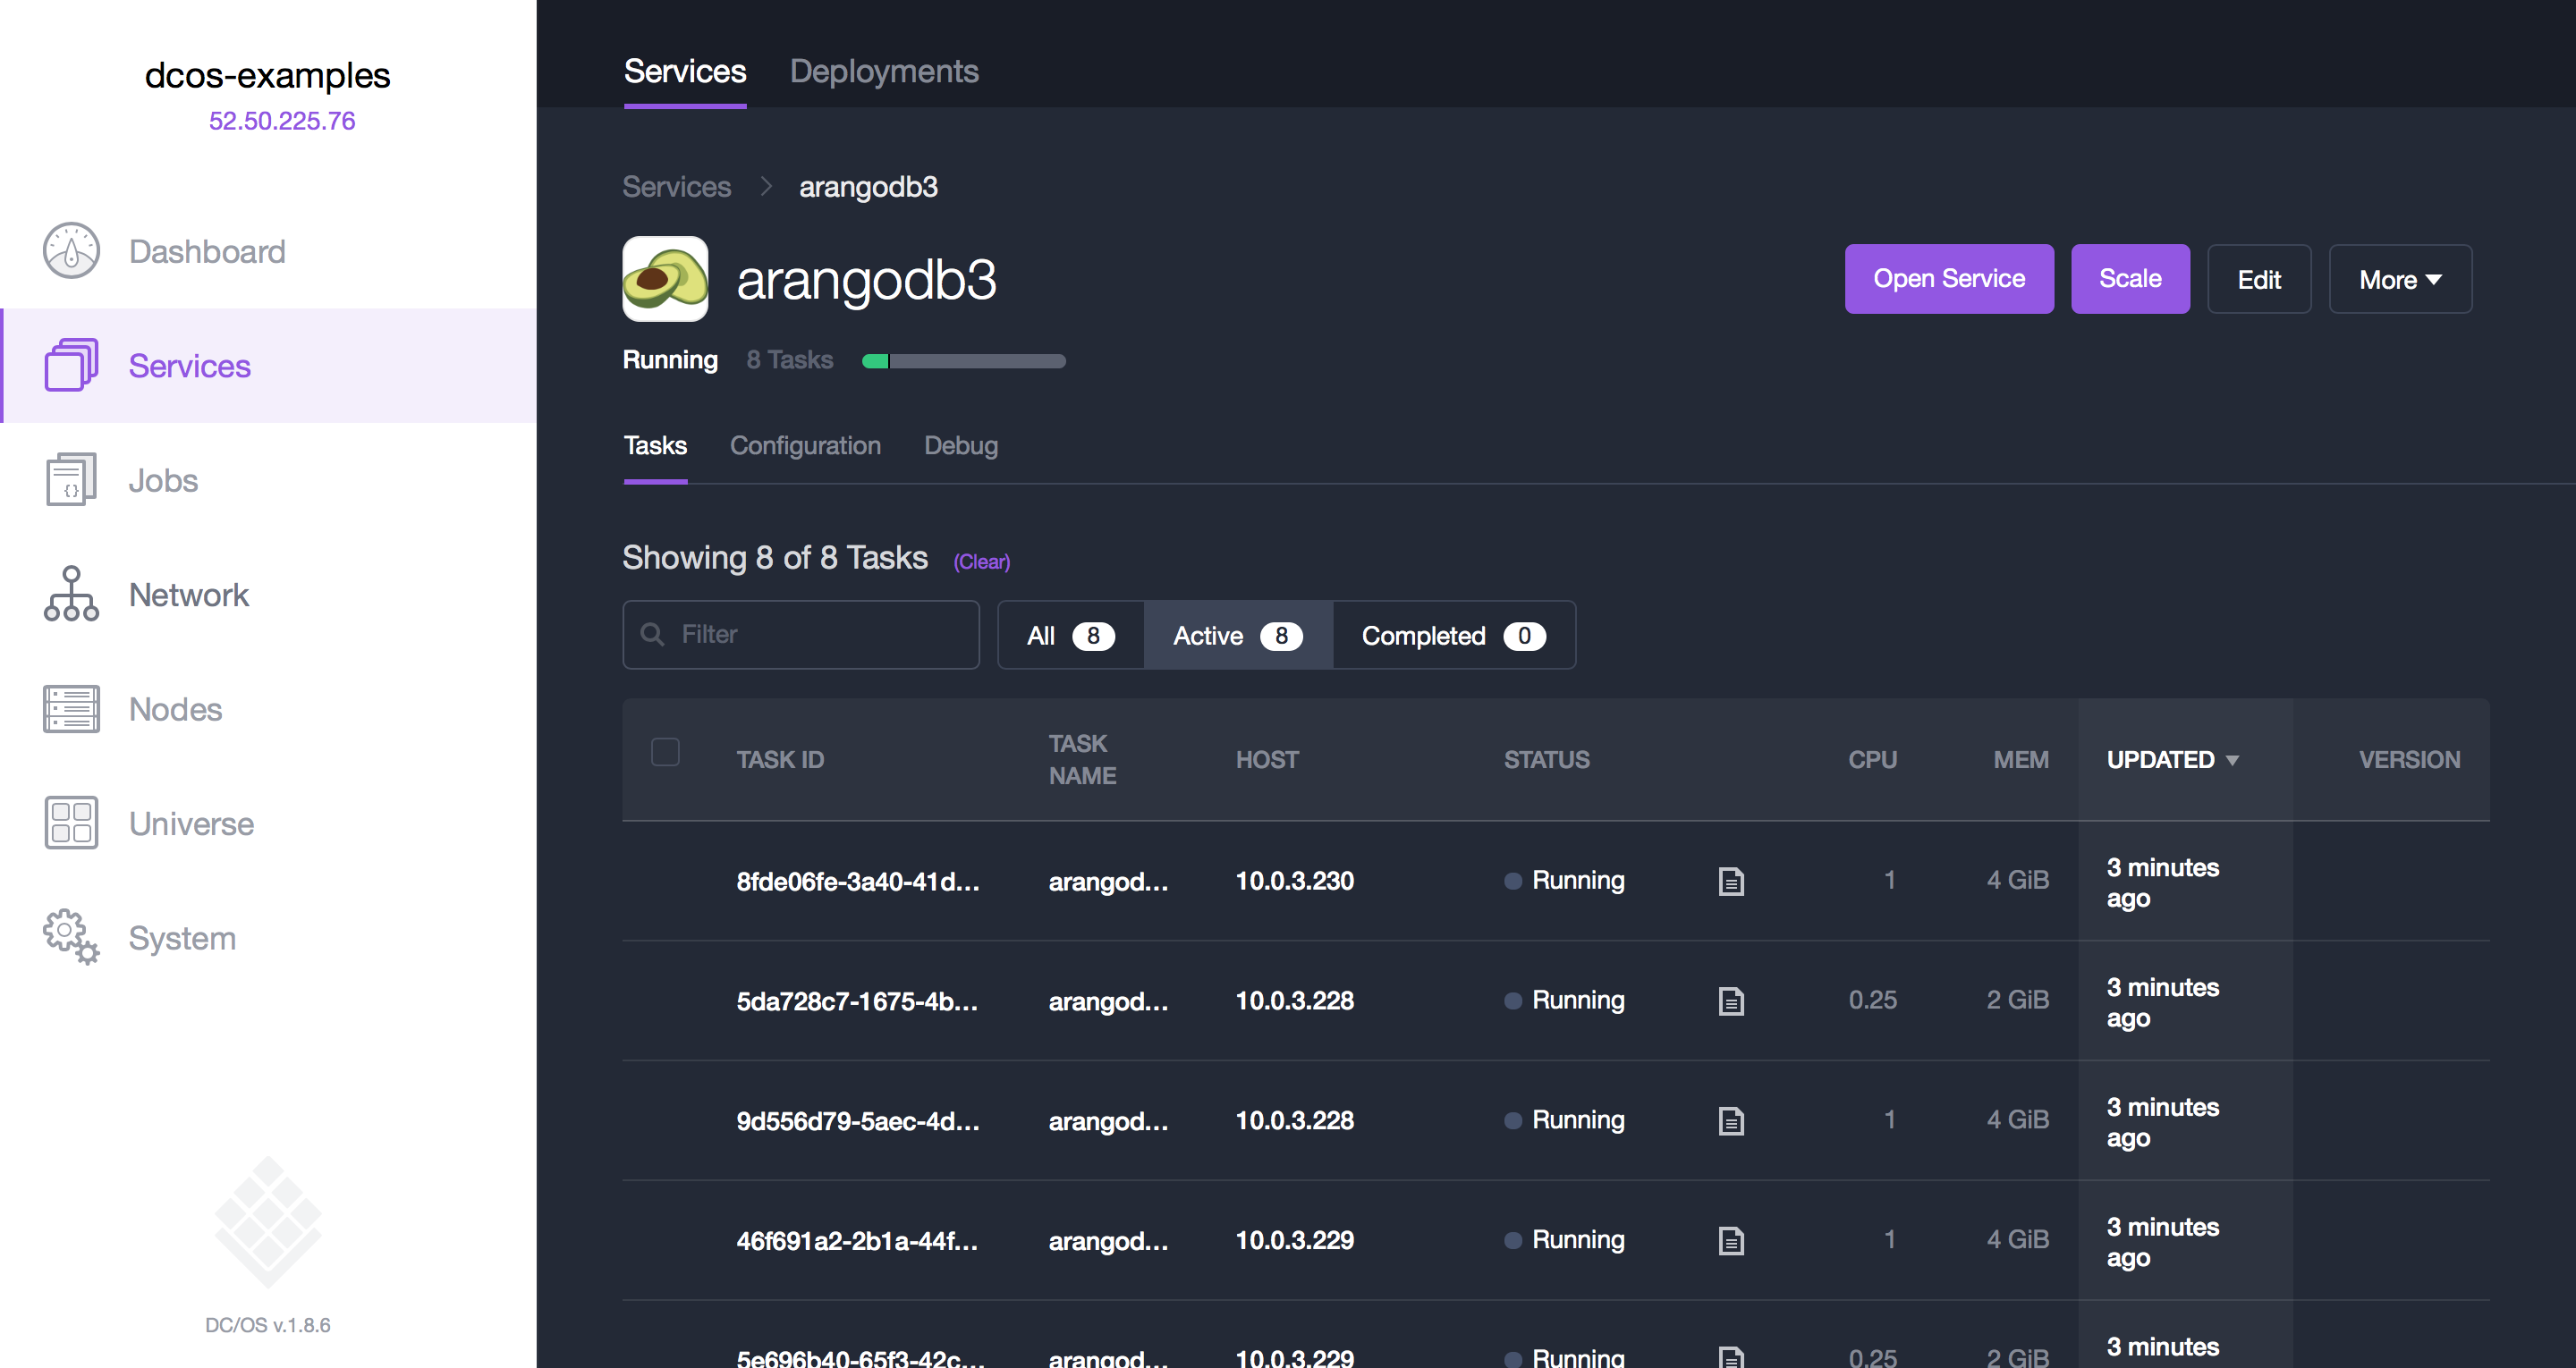 dcos-examples
52.50.225.76
Dashboard
Services
Jobs
Network
Nodes
Universe
System
DC/OS v.1.8.6
Services Deployments
Services arangodb3
arangodb3
Open Service Scale Edit More
Running 8 Tasks
Tasks Configuration Debug
Showing 8 of 8 Tasks (Clear)
Filter All 8 Active 8 Completed 0
TASK ID TASK NAME HOST STATUS CPU MEM UPDATED VERSION
8fde06fe-3a40-41d... arangod... 10.0.3.230 Running 1 4 GiB 3 minutes ago
5da728c7-1675-4b... arangod... 10.0.3.228 Running 0.25 2 GiB 3 minutes ago
9d556d79-5aec-4d... arangod... 10.0.3.228 Running 1 4 GiB 3 minutes ago
46f691a2-2b1a-44f... arangod... 10.0.3.229 Running 1 4 GiB 3 minutes ago
5e696b40-65f3-42c... arangod... 10.0.3.229 Running 0.25 2 GiB 3 minutes